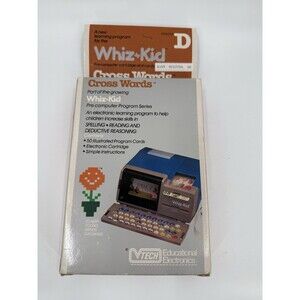 A new
learning program
for the
D
Whiz-Kid
Cross Words
Cross Words™
Part of the growing
Whiz-Kid
Pre computer Program Series
An electronic learning program to help
children increase skills in
SPELLING • READING AND
DEDUCTIVE REASONING
• 50 Illustrated Program Cards
• Electronic Cartridge
• Simple Instructions
Whiz-Kid
VTECH
Educational
Electronics